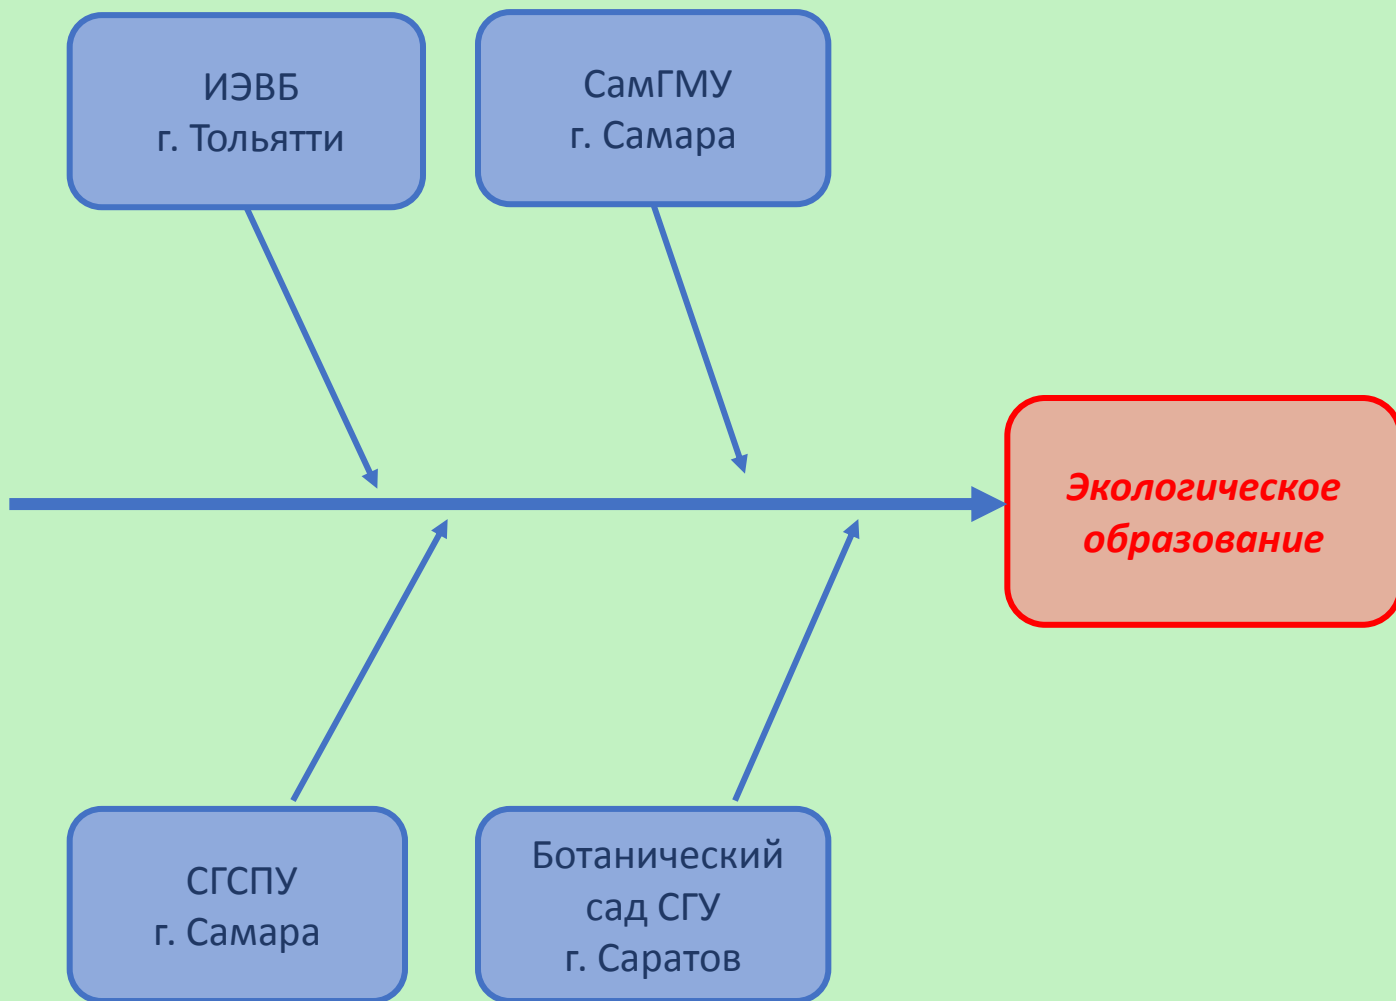 ИЭВБ
г. Тольятти
СамГМУ
г. Самара
Экологическое
образование
СГСПУ
г. Самара
Ботанический
сад СГУ
г. Саратов